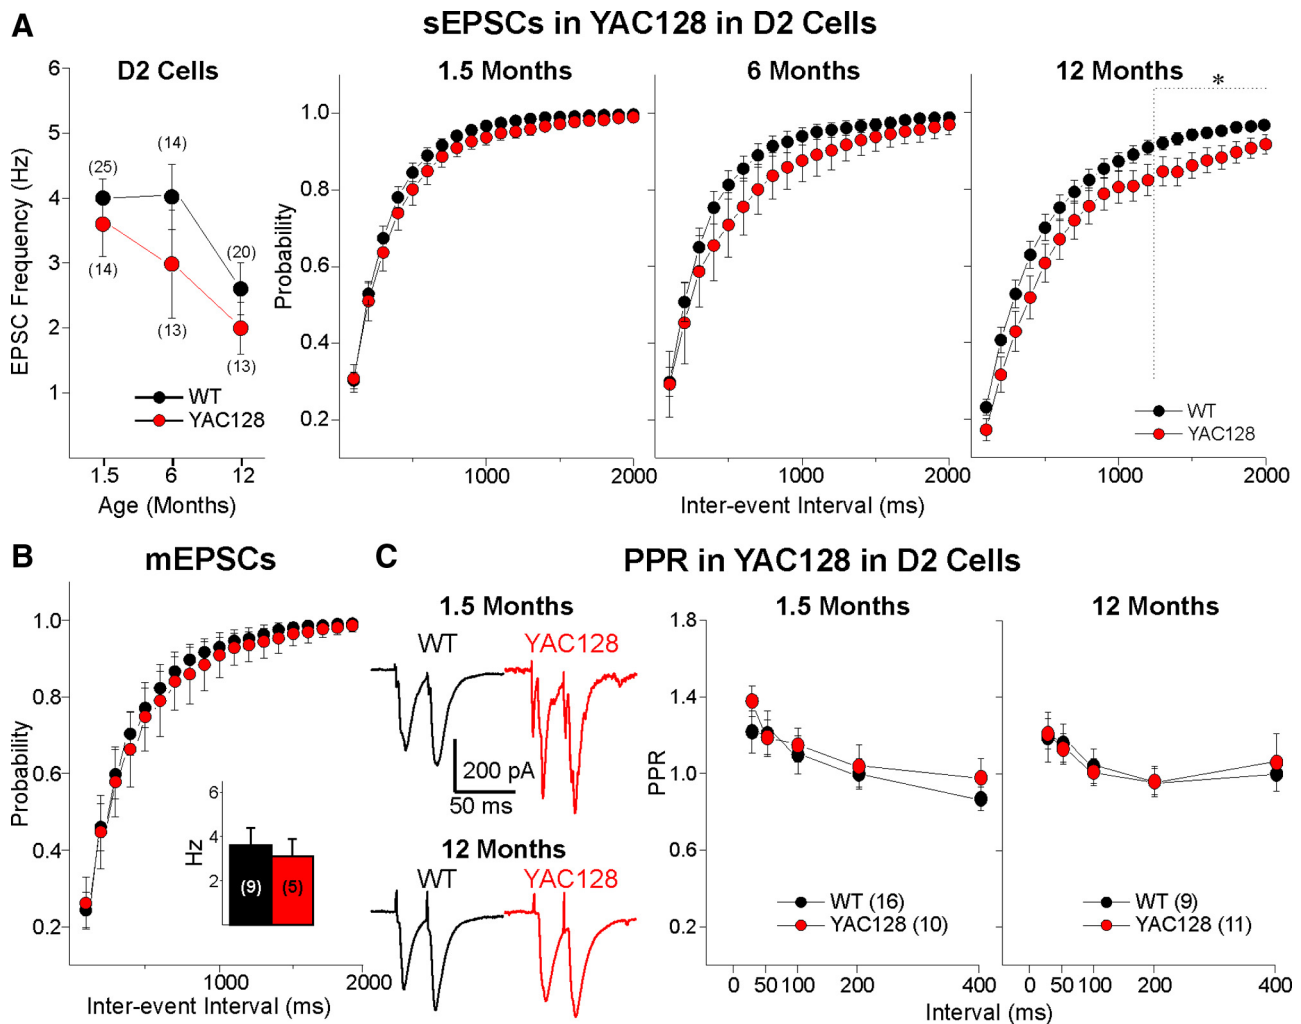 A
sEPSCs in YAC128 in D2 Cells
D2 Cells
1.5 Months
6 Months
12 Months
*
EPSC Frequency (Hz)
6
5
4
3
2
1
(25)
(14)
(20)
(14)
(13)
(13)
WT
YAC128
1.5
6
12
Age (Months)
Probability
1.0
0.8
0.6
0.4
0.2
1000
2000
1000
2000
1000
2000
WT
YAC128
Inter-event Interval (ms)
B
mEPSCs
Probability
1.0
0.8
0.6
0.4
0.2
Hz
6
4
2
(9)
(5)
1000
2000
Inter-event Interval (ms)
C
PPR in YAC128 in D2 Cells
1.5 Months
WT
YAC128
200 pA
50 ms
12 Months
WT
YAC128
1.5 Months
12 Months
PPR
1.8
1.4
1.0
0.6
0.2
WT (16)
YAC128 (10)
WT (9)
YAC128 (11)
0
50
100
200
400
0
50
100
200
400
Interval (ms)